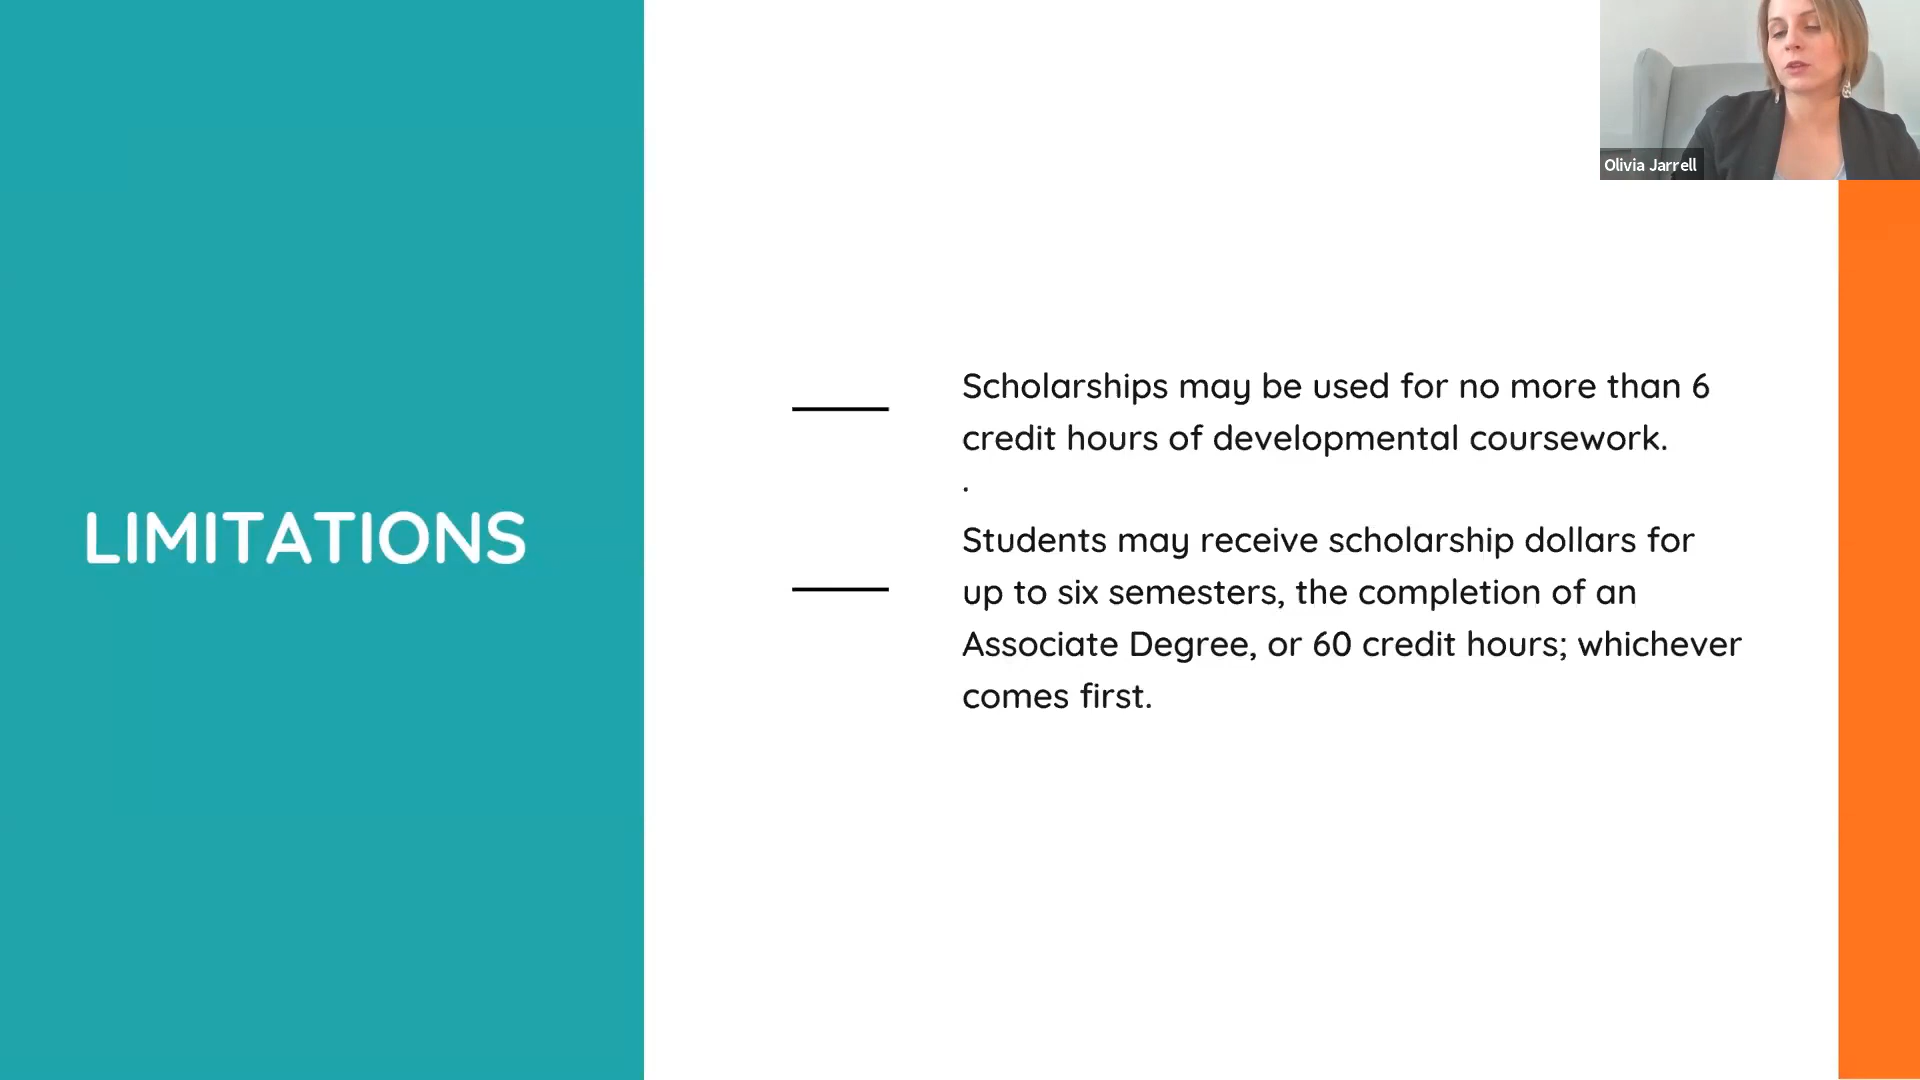 Olivia Jarrell
LIMITATIONS
Scholarships may be used for no more than 6
credit hours of developmental coursework.
.
Students may receive scholarship dollars for
up to six semesters, the completion of an
Associate Degree, or 60 credit hours; whichever
comes first.